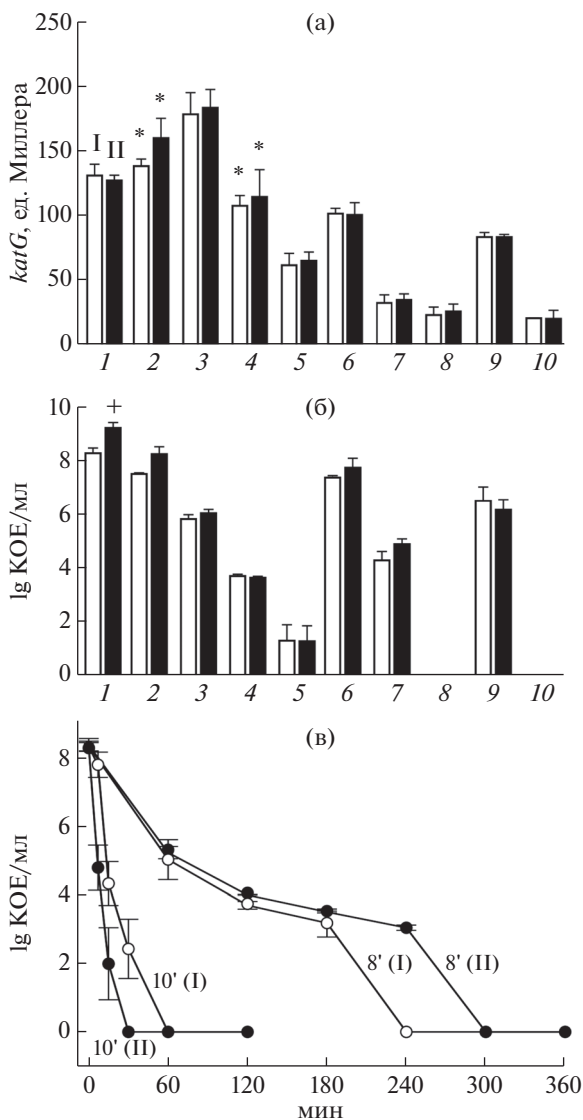 (а)
250
200
150
100
50
0
katG, ед. Миллера
I
II
*
*
*
*
1 2 3 4 5 6 7 8 9 10
(б)
10
8
6
4
2
0
lg КОЕ/мл
+
1 2 3 4 5 6 7 8 9 10
(в)
8
6
4
2
0
lg КОЕ/мл
10' (I)
10' (II)
8' (I)
8' (II)
0 60 120 180 240 300 360
мин